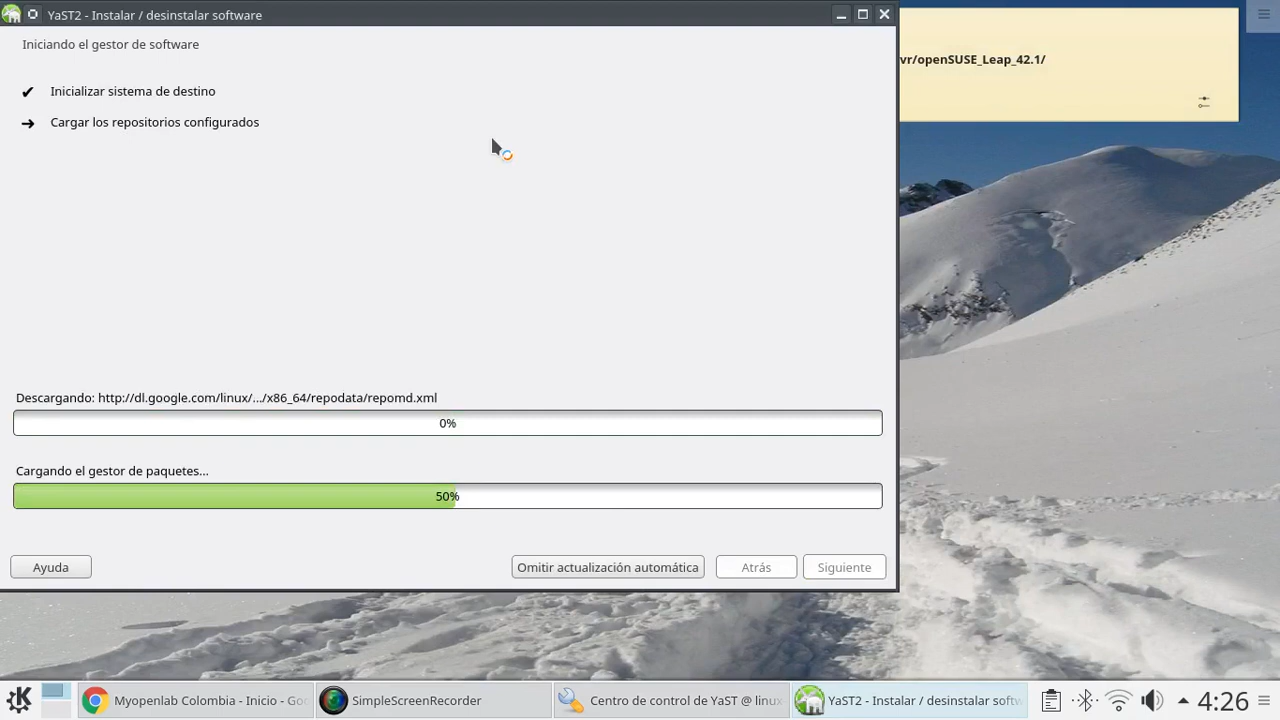 YaST2 - Instalar / desinstalar software
Iniciando el gestor de software
✔ Inicializar sistema de destino
➔ Cargar los repositorios configurados
vr/openSUSE_Leap_42.1/
Descargando: http://dl.google.com/linux/.../x86_64/repodata/repomd.xml
0%
Cargando el gestor de paquetes...
50%
Ayuda
Omitir actualización automática
Atrás
Siguiente
Myopenlab Colombia - Inicio - Goo
SimpleScreenRecorder
Centro de control de YaST @ linux
YaST2 - Instalar / desinstalar softw
4:26